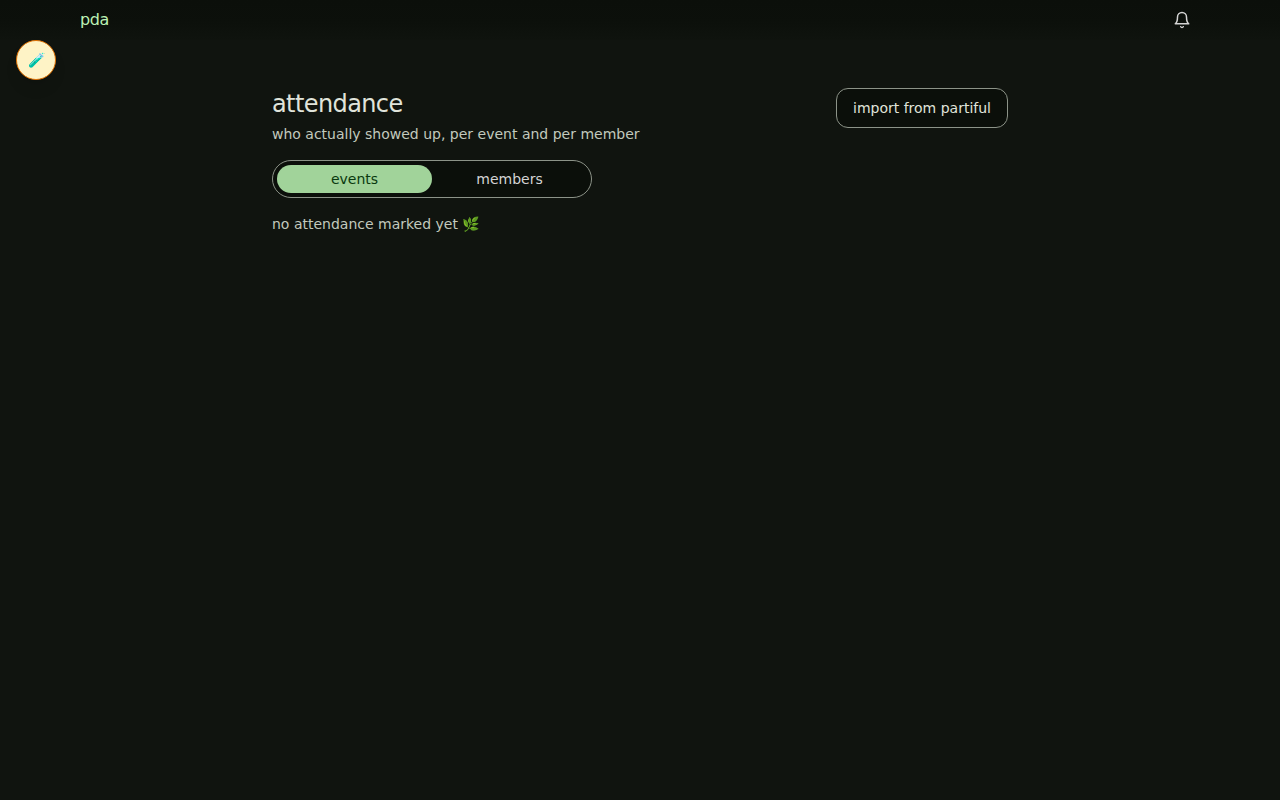 pda
attendance
import from partiful
who actually showed up, per event and per member
events
members
no attendance marked yet 🌿